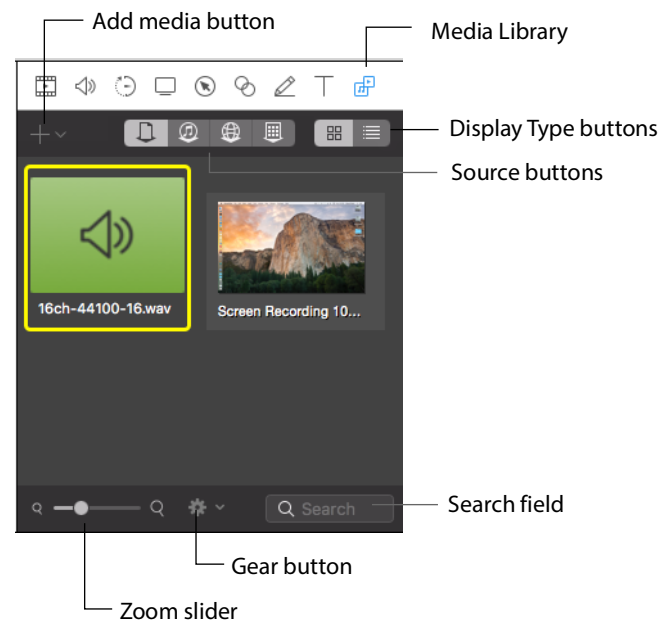 Add media button
Media Library
Display Type buttons
Source buttons
16ch-44100-16.wav
Screen Recording 10...
Search
Search field
Gear button
Zoom slider